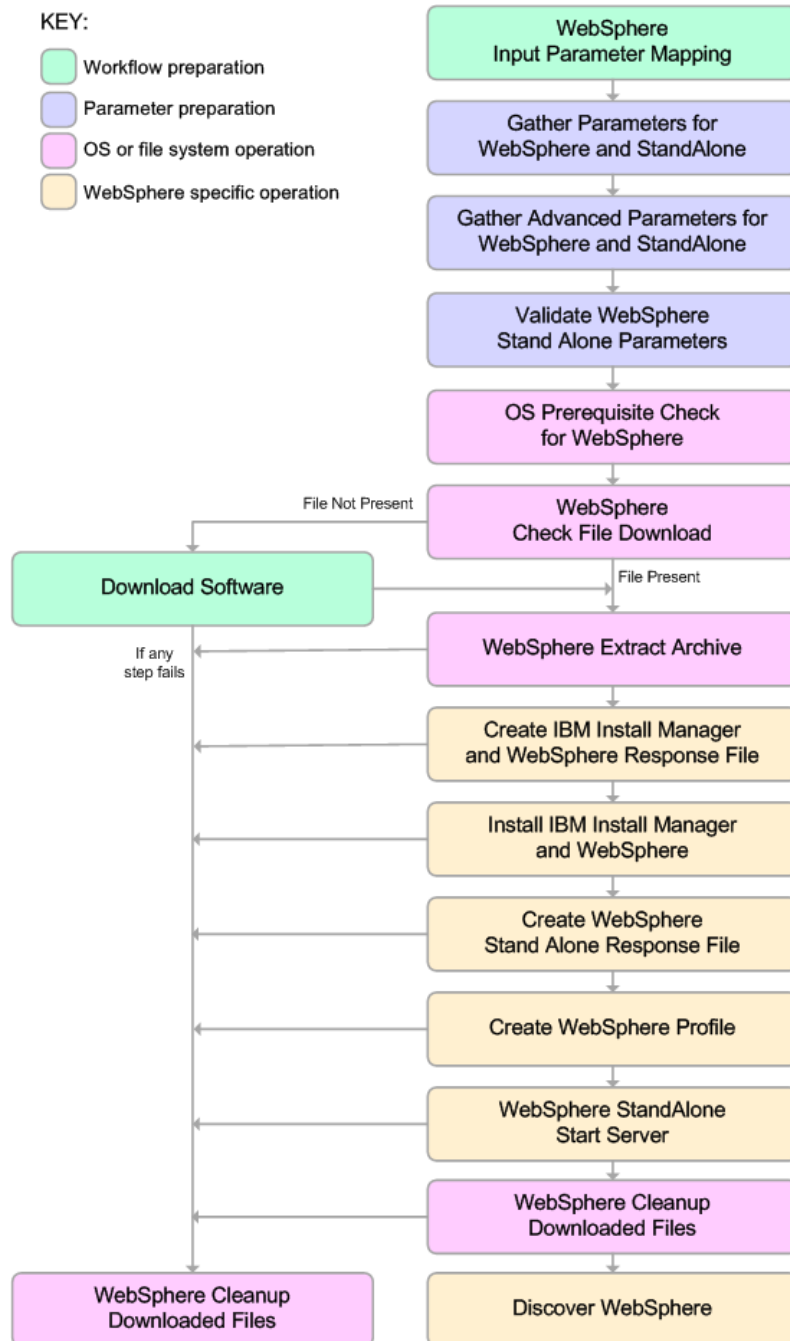 KEY:
Workflow preparation
Parameter preparation
OS or file system operation
WebSphere specific operation
WebSphere
Input Parameter Mapping
Gather Parameters for
WebSphere and StandAlone
Gather Advanced Parameters for
WebSphere and StandAlone
Validate WebSphere
Stand Alone Parameters
OS Prerequisite Check
for WebSphere
File Not Present
WebSphere
Check File Download
Download Software
File Present
If any
step fails
WebSphere Extract Archive
Create IBM Install Manager
and WebSphere Response File
Install IBM Install Manager
and WebSphere
Create WebSphere
Stand Alone Response File
Create WebSphere Profile
WebSphere StandAlone
Start Server
WebSphere Cleanup
Downloaded Files
WebSphere Cleanup
Downloaded Files
Discover WebSphere